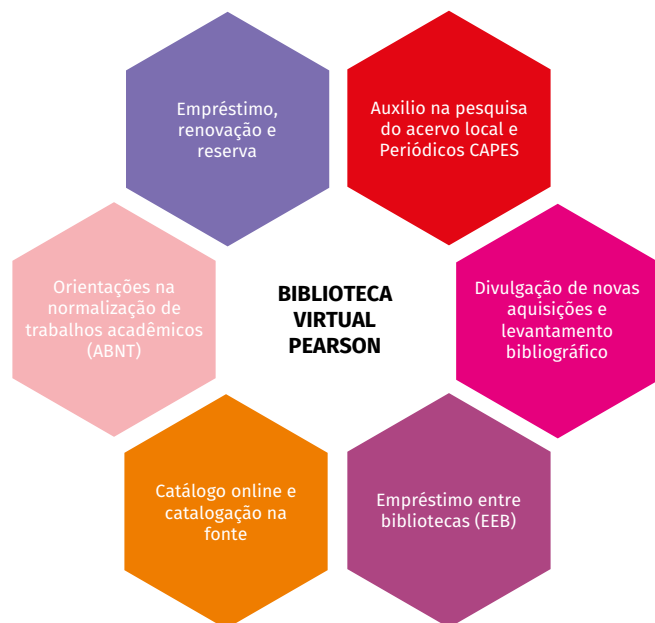 Empréstimo,
renovação e
reserva
Auxilio na pesquisa
do acervo local e
Periódicos CAPES
Orientações na
normalização de
trabalhos acadêmicos
(ABNT)
BIBLIOTECA
VIRTUAL
PEARSON
Divulgação de novas
aquisições e
levantamento
bibliográfico
Catálogo online e
catalogação na
fonte
Empréstimo entre
bibliotecas (EEB)